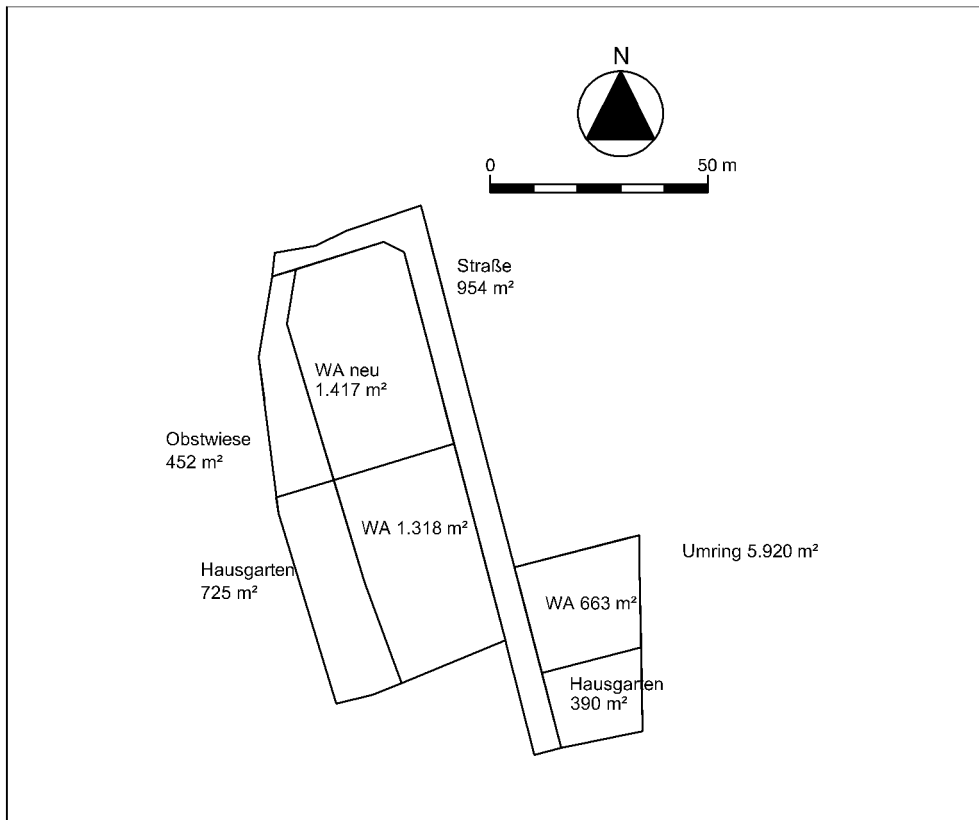 N
0 50 m
Straße
954 m²
WA neu
1.417 m²
Obstwiese
452 m²
WA 1.318 m²
Umring 5.920 m²
Hausgarten
725 m²
WA 663 m²
Hausgarten
390 m²